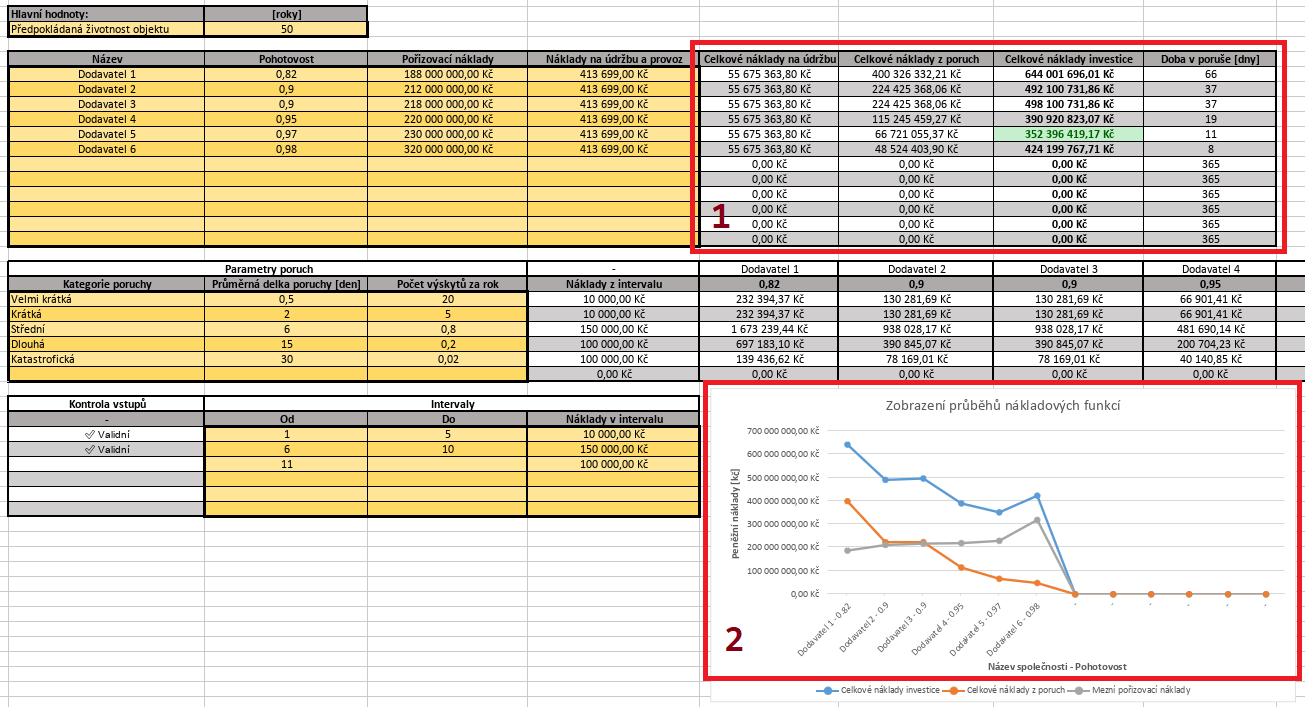 Hlavní hodnoty: [roky]
Předpokládaná životnost objektu 50
Název Pohotovost Pořizovací náklady Náklady na údržbu a provoz Celkové náklady na údržbu Celkové náklady z poruch Celkové náklady investice Doba v poruše [dny]
Dodavatel 1 0,82 188 000 000,00 Kč 413 699,00 Kč 55 675 363,80 Kč 400 326 332,21 Kč 644 001 696,01 Kč 66
Dodavatel 2 0,9 212 000 000,00 Kč 413 699,00 Kč 55 675 363,80 Kč 224 425 368,06 Kč 492 100 731,86 Kč 37
Dodavatel 3 0,9 218 000 000,00 Kč 413 699,00 Kč 55 675 363,80 Kč 224 425 368,06 Kč 498 100 731,86 Kč 37
Dodavatel 4 0,95 220 000 000,00 Kč 413 699,00 Kč 55 675 363,80 Kč 115 245 459,27 Kč 390 920 823,07 Kč 19
Dodavatel 5 0,97 230 000 000,00 Kč 413 699,00 Kč 55 675 363,80 Kč 66 721 055,37 Kč 352 396 419,17 Kč 11
Dodavatel 6 0,98 320 000 000,00 Kč 413 699,00 Kč 55 675 363,80 Kč 48 524 403,90 Kč 424 199 767,71 Kč 8
0,00 Kč 0,00 Kč 0,00 Kč 365
0,00 Kč 0,00 Kč 0,00 Kč 365
0,00 Kč 0,00 Kč 0,00 Kč 365
0,00 Kč 0,00 Kč 0,00 Kč 365
0,00 Kč 0,00 Kč 0,00 Kč 365
0,00 Kč 0,00 Kč 0,00 Kč 365
1
Parametry poruch - Dodavatel 1 Dodavatel 2 Dodavatel 3 Dodavatel 4
Kategorie poruchy Průměrná delka poruchy [den] Počet výskytů za rok Náklady z intervalu 0,82 0,9 0,9 0,95
Velmi krátká 0,5 20 10 000,00 Kč 232 394,37 Kč 130 281,69 Kč 130 281,69 Kč 66 901,41 Kč
Krátká 2 5 10 000,00 Kč 232 394,37 Kč 130 281,69 Kč 130 281,69 Kč 66 901,41 Kč
Střední 6 0,8 150 000,00 Kč 1 673 239,44 Kč 938 028,17 Kč 938 028,17 Kč 481 690,14 Kč
Dlouhá 15 0,2 100 000,00 Kč 697 183,10 Kč 390 845,07 Kč 390 845,07 Kč 200 704,23 Kč
Katastrofická 30 0,02 100 000,00 Kč 139 436,62 Kč 78 169,01 Kč 78 169,01 Kč 40 140,85 Kč
0,00 Kč 0,00 Kč 0,00 Kč 0,00 Kč 0,00 Kč
Kontrola vstupů Intervaly
- Od Do Náklady v intervalu
✓ Validní 1 5 10 000,00 Kč
✓ Validní 6 10 150 000,00 Kč
11 100 000,00 Kč
Zobrazení průběhů nákladových funkcí
Peněžní náklady [kč]
700 000 000,00 Kč
600 000 000,00 Kč
500 000 000,00 Kč
400 000 000,00 Kč
300 000 000,00 Kč
200 000 000,00 Kč
100 000 000,00 Kč
0,00 Kč
Dodavatel 1 - 0.82 Dodavatel 2 - 0.9 Dodavatel 3 - 0.9 Dodavatel 4 - 0.95 Dodavatel 5 - 0.97 Dodavatel 6 - 0.98 - - - - - -
2
Název společnosti - Pohotovost
Celkové náklady investice Celkové náklady z poruch Mezní pořizovací náklady